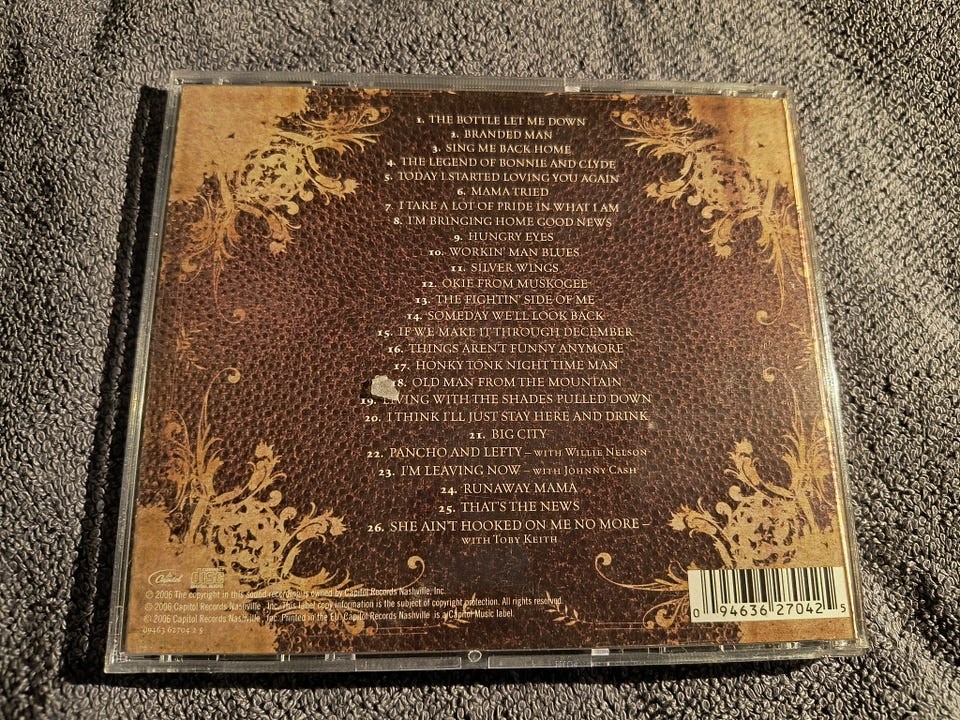 1. THE BOTTLE LET ME DOWN
2. BRANDED MAN
3. SING ME BACK HOME
4. THE LEGEND OF BONNIE AND CLYDE
5. TODAY I STARTED LOVING YOU AGAIN
6. MAMA TRIED
7. I TAKE A LOT OF PRIDE IN WHAT I AM
8. I'M BRINGING HOME GOOD NEWS
9. HUNGRY EYES
10. WORKIN' MAN BLUES
11. SILVER WINGS
12. OKIE FROM MUSKOGEE
13. THE FIGHTIN' SIDE OF ME
14. SOMEDAY WE'LL LOOK BACK
15. IF WE MAKE IT THROUGH DECEMBER
16. THINGS AREN'T FUNNY ANYMORE
17. HONKY TONK NIGHT TIME MAN
18. OLD MAN FROM THE MOUNTAIN
19. LIVING WITH THE SHADES PULLED DOWN
20. I THINK I'LL JUST STAY HERE AND DRINK
21. BIG CITY
22. PANCHO AND LEFTY – WITH WILLIE NELSON
23. I'M LEAVING NOW – WITH JOHNNY CASH
24. RUNAWAY MAMA
25. THAT'S THE NEWS
26. SHE AIN'T HOOKED ON ME NO MORE –
WITH TOBY KEITH
Capitol
disc
DIGITAL AUDIO
℗ 2006 The copyright in this sound recording is owned by Capitol Records Nashville, Inc.
© 2006 Capitol Records Nashville, Inc. This label copy information is the subject of copyright protection. All rights reserved.
© 2006 Capitol Records Nashville, Inc. Printed in the EU. Capitol Records Nashville is a Capitol Music label.
09463 62704 2 5
0 94636 27042 5